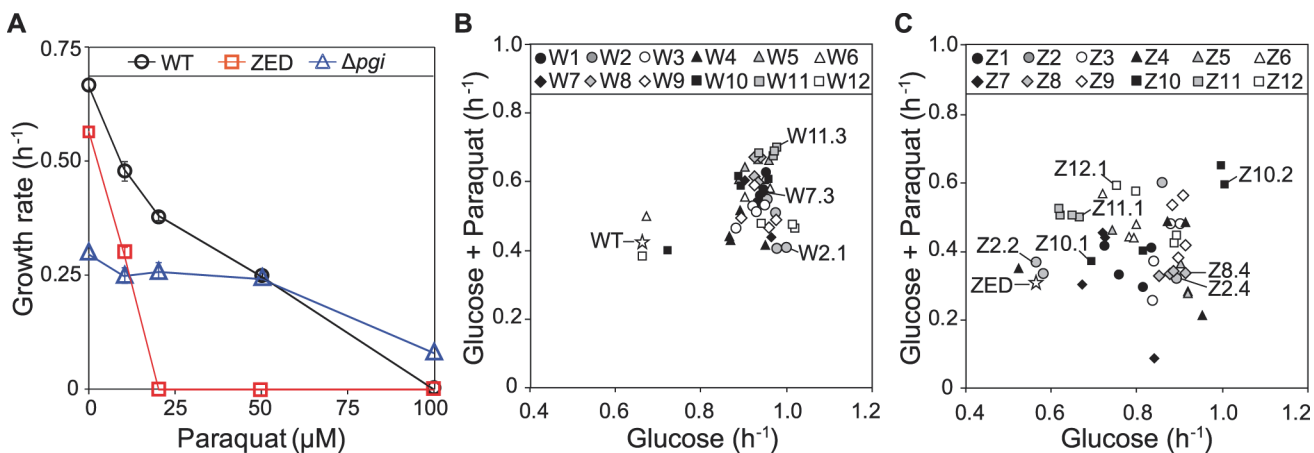 A
0.75
WT ZED Δpgi
0.50
0.25
0
Growth rate (h-1)
0 25 50 75 100
Paraquat (μM)
B
1.0
W1 W2 W3 W4 W5 W6
W7 W8 W9 W10 W11 W12
0.8
0.6
0.4
0.2
0
Glucose + Paraquat (h-1)
W11.3
W7.3
WT
W2.1
0.4 0.6 0.8 1.0 1.2
Glucose (h-1)
C
1.0
Z1 Z2 Z3 Z4 Z5 Z6
Z7 Z8 Z9 Z10 Z11 Z12
0.8
0.6
0.4
0.2
0
Glucose + Paraquat (h-1)
Z12.1
Z10.2
Z11.1
Z2.2
Z10.1
Z8.4
ZED
Z2.4
0.4 0.6 0.8 1.0 1.2
Glucose (h-1)